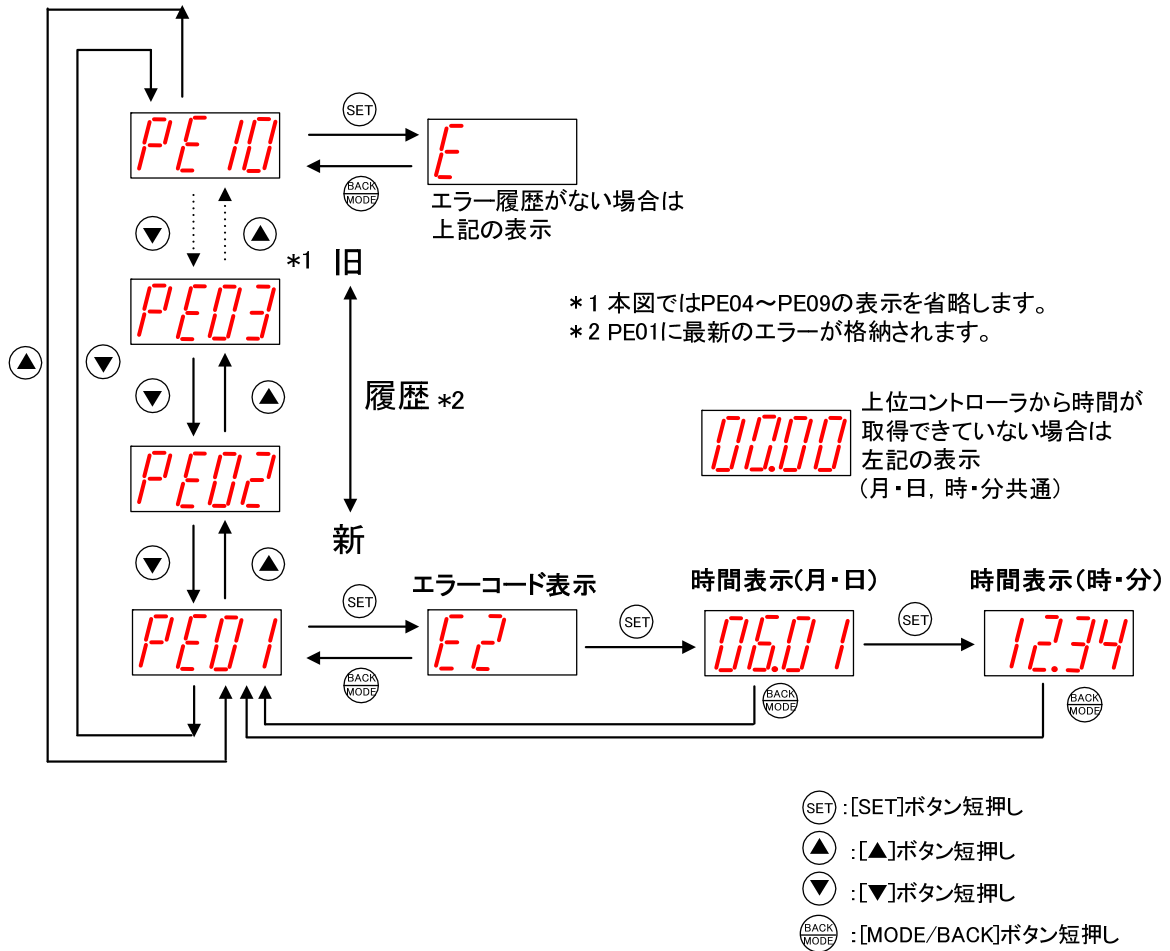 PE10
SET
E
BACK
MODE
エラー履歴がない場合は
上記の表示
▼
▲
*1
旧
PE03
*1 本図ではPE04～PE09の表示を省略します。
*2 PE01に最新のエラーが格納されます。
▲
▼
▼
▲
履歴 *2
00.00
上位コントローラから時間が
取得できていない場合は
左記の表示
(月・日, 時・分共通)
PE02
▼
▲
新
エラーコード表示
時間表示(月・日)
時間表示(時・分)
PE01
SET
BACK
MODE
E2
SET
06.01
SET
12.34
BACK
MODE
BACK
MODE
SET :[SET]ボタン短押し
▲ :[▲]ボタン短押し
▼ :[▼]ボタン短押し
BACK
MODE :[MODE/BACK]ボタン短押し